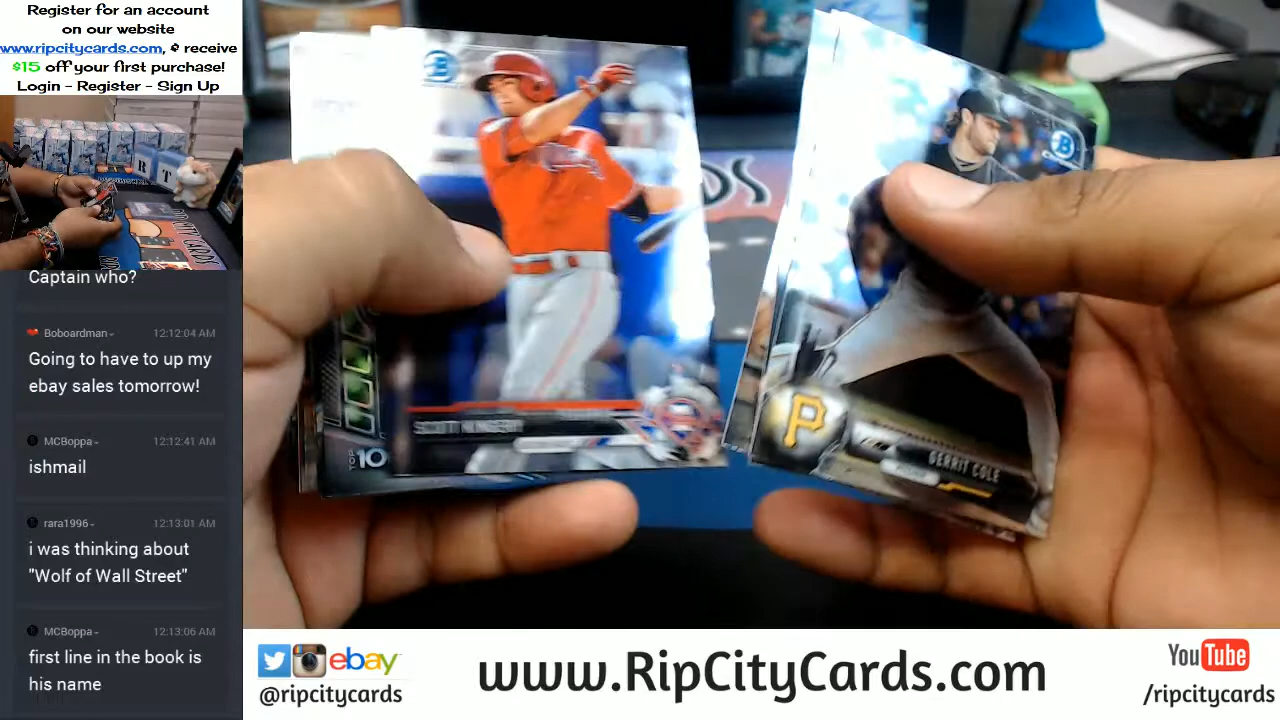 Register for an account
on our website
www.ripcitycards.com, & receive
$15 off your first purchase!
Login - Register - Sign Up
Captain who?
Boboardman 12:12:04 AM
Going to have to up my
ebay sales tomorrow!
MCBoppa 12:12:41 AM
ishmail
rara1996 12:13:01 AM
i was thinking about
"Wolf of Wall Street"
MCBoppa 12:13:06 AM
first line in the book is
his name
B
SCOTT KINGERY
TOP 10
B
P
GERRIT COLE
DS
R T
ebay
@ripcitycards
www.RipCityCards.com
YouTube
/ripcitycards